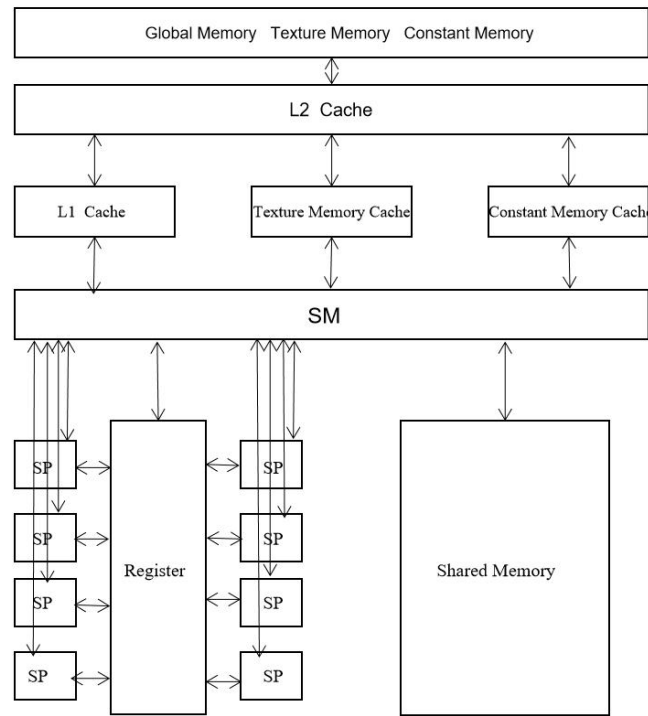 Global Memory Texture Memory Constant Memory
L2 Cache
L1 Cache Texture Memory Cache Constant Memory Cache
SM
SP SP
SP SP
Register Shared Memory
SP SP
SP SP